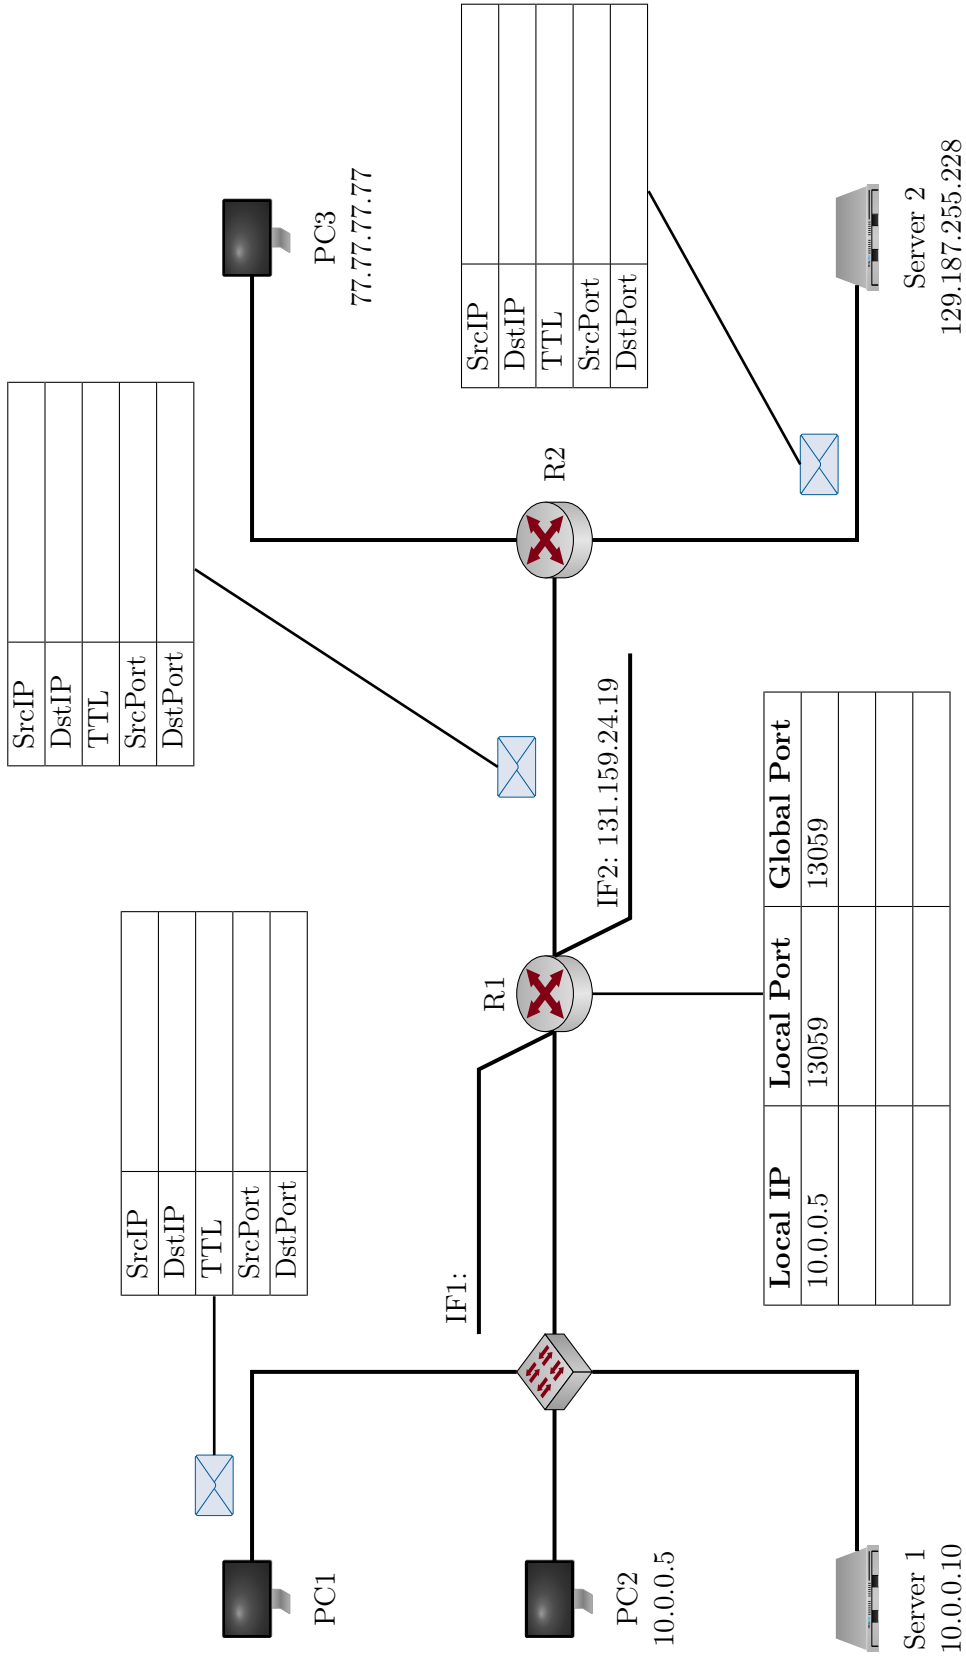 SrcIP
DstIP
TTL
SrcPort
DstPort
SrcIP
DstIP
TTL
SrcPort
DstPort
SrcIP
DstIP
TTL
SrcPort
DstPort
PC1
PC2
10.0.0.5
Server 1
10.0.0.10
IF1:
R1
IF2: 131.159.24.19
R2
PC3
77.77.77.77
Server 2
129.187.255.228
Local IP Local Port Global Port
10.0.0.5 13059 13059